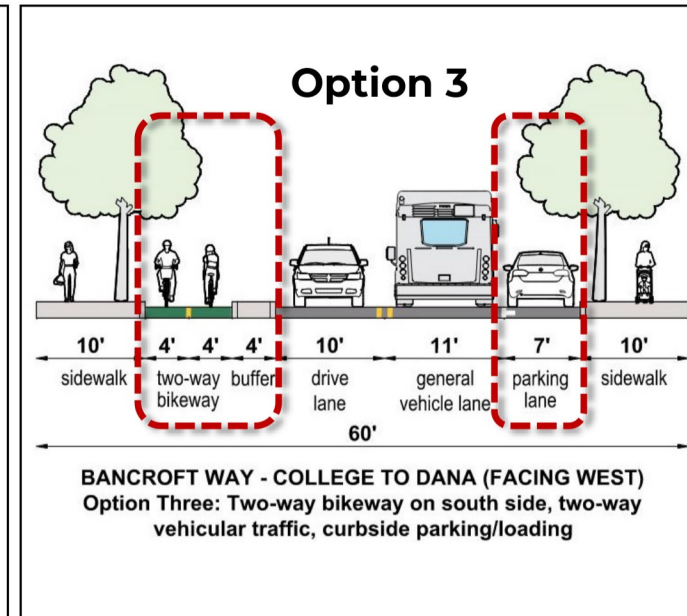 Option 3
10' 4' 4' 4' 10' 11' 7' 10'
sidewalk two-way buffer drive general parking sidewalk
bikeway lane vehicle lane lane
60'
BANCROFT WAY - COLLEGE TO DANA (FACING WEST)
Option Three: Two-way bikeway on south side, two-way
vehicular traffic, curbside parking/loading